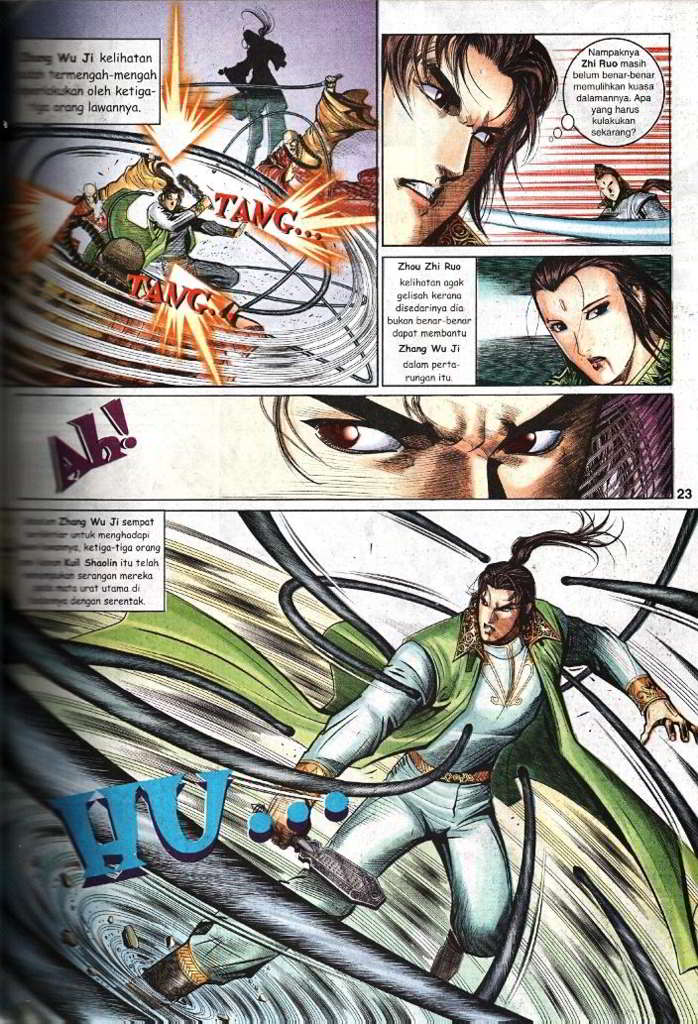 Zhang Wu Ji kelihatan
termengah-mengah
oleh ketiga-
tiga orang lawannya.
TANG...
TANG..
Nampaknya
Zhi Ruo masih
belum benar-benar
memulihkan kuasa
dalamannya. Apa
yang harus
kulakukan
sekarang?
Zhou Zhi Ruo
kelihatan agak
gelisah kerana
disedarinya dia
bukan benar-benar
dapat membantu
Zhang Wu Ji
dalam perta-
rungan itu.
Ah!
23
Zhang Wu Ji sempat
untuk menghadapi
ketiga-tiga orang
Kuil Shaolin itu telah
serangan mereka
mata urat utama di
dengan serentak.
HU...